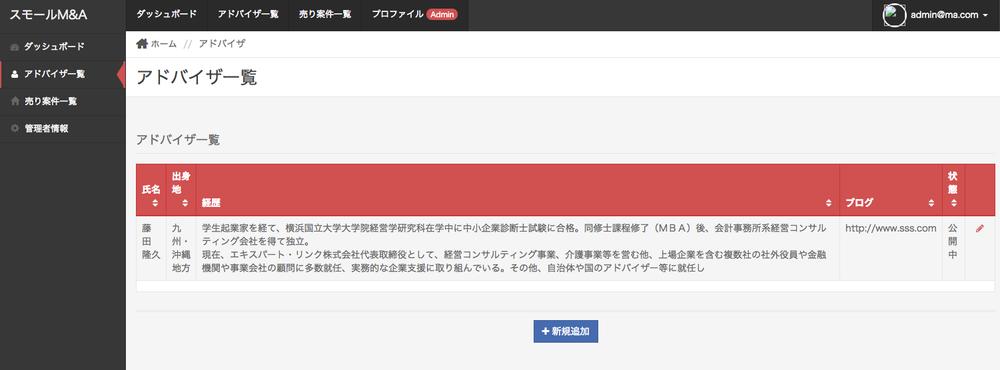 スモールM&A
ダッシュボード アドバイザ一覧 売り案件一覧 プロファイル Admin
admin@ma.com
ダッシュボード
アドバイザ一覧
売り案件一覧
管理者情報
ホーム // アドバイザ
アドバイザ一覧
アドバイザ一覧
氏名
出身
地
経歴
ブログ
状
態
藤
田
隆久
九
州・
沖縄
地方
学生起業家を経て、横浜国立大学大学院経営学研究科在学中に中小企業診断士試験に合格。同修士課程修了（ＭＢＡ）後、会計事務所系経営コンサル
ティング会社を得て独立。
現在、エキスパート・リンク株式会社代表取締役として、経営コンサルティング事業、介護事業等を営む他、上場企業を含む複数社の社外役員や金融
機関や事業会社の顧問に多数就任、実務的な企業支援に取り組んでいる。その他、自治体や国のアドバイザー等に就任し
http://www.sss.com
公
開
中
新規追加